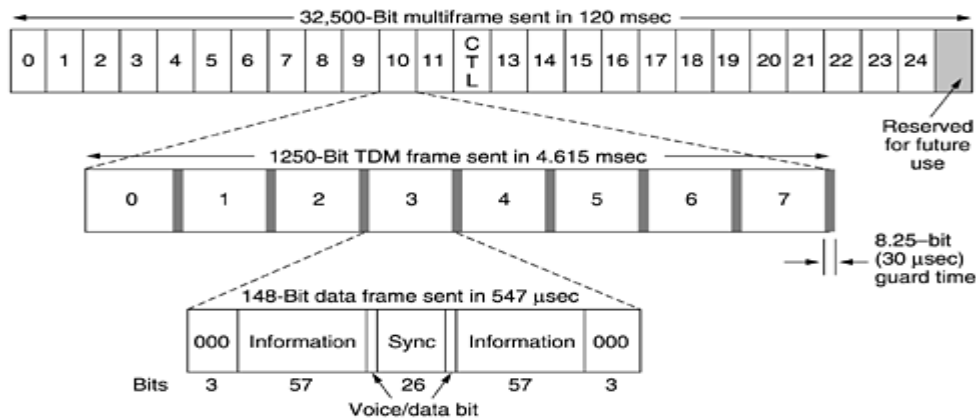 32,500-Bit multiframe sent in 120 msec
0 1 2 3 4 5 6 7 8 9 10 11 CTL 13 14 15 16 17 18 19 20 21 22 23 24
Reserved
for future
use
1250-Bit TDM frame sent in 4.615 msec
0 1 2 3 4 5 6 7
8.25–bit
(30 μsec)
guard time
148-Bit data frame sent in 547 μsec
000 Information Sync Information 000
Bits 3 57 26 57 3
Voice/data bit